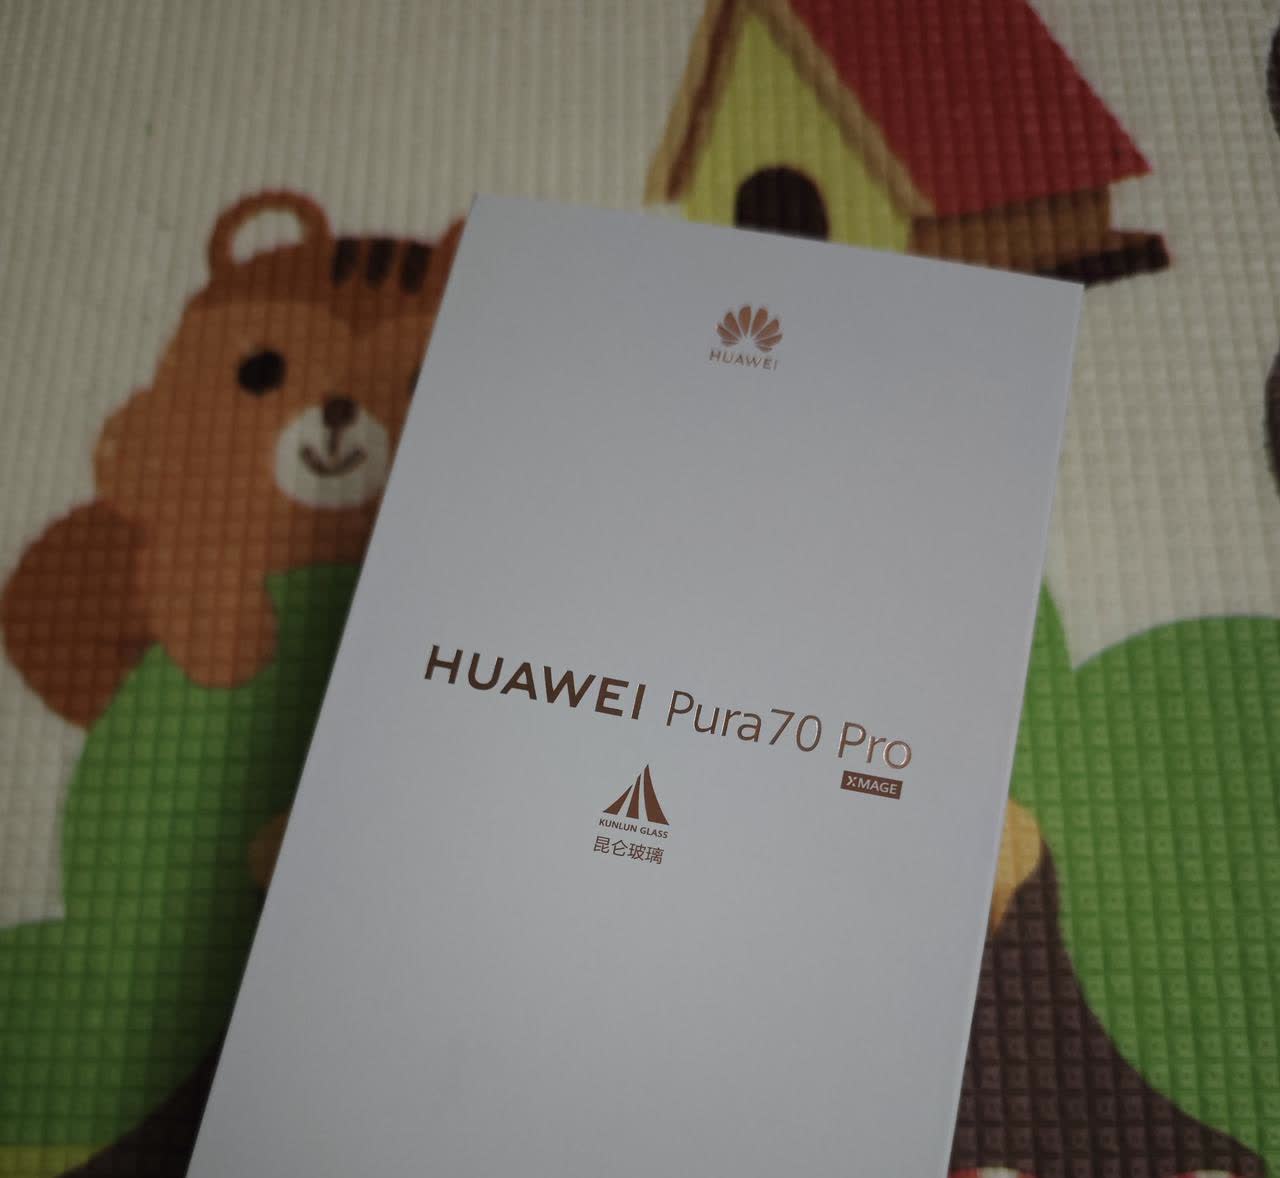 HUAWEI
HUAWEI Pura70 Pro
XMAGE
KUNLUN GLASS
昆仑玻璃